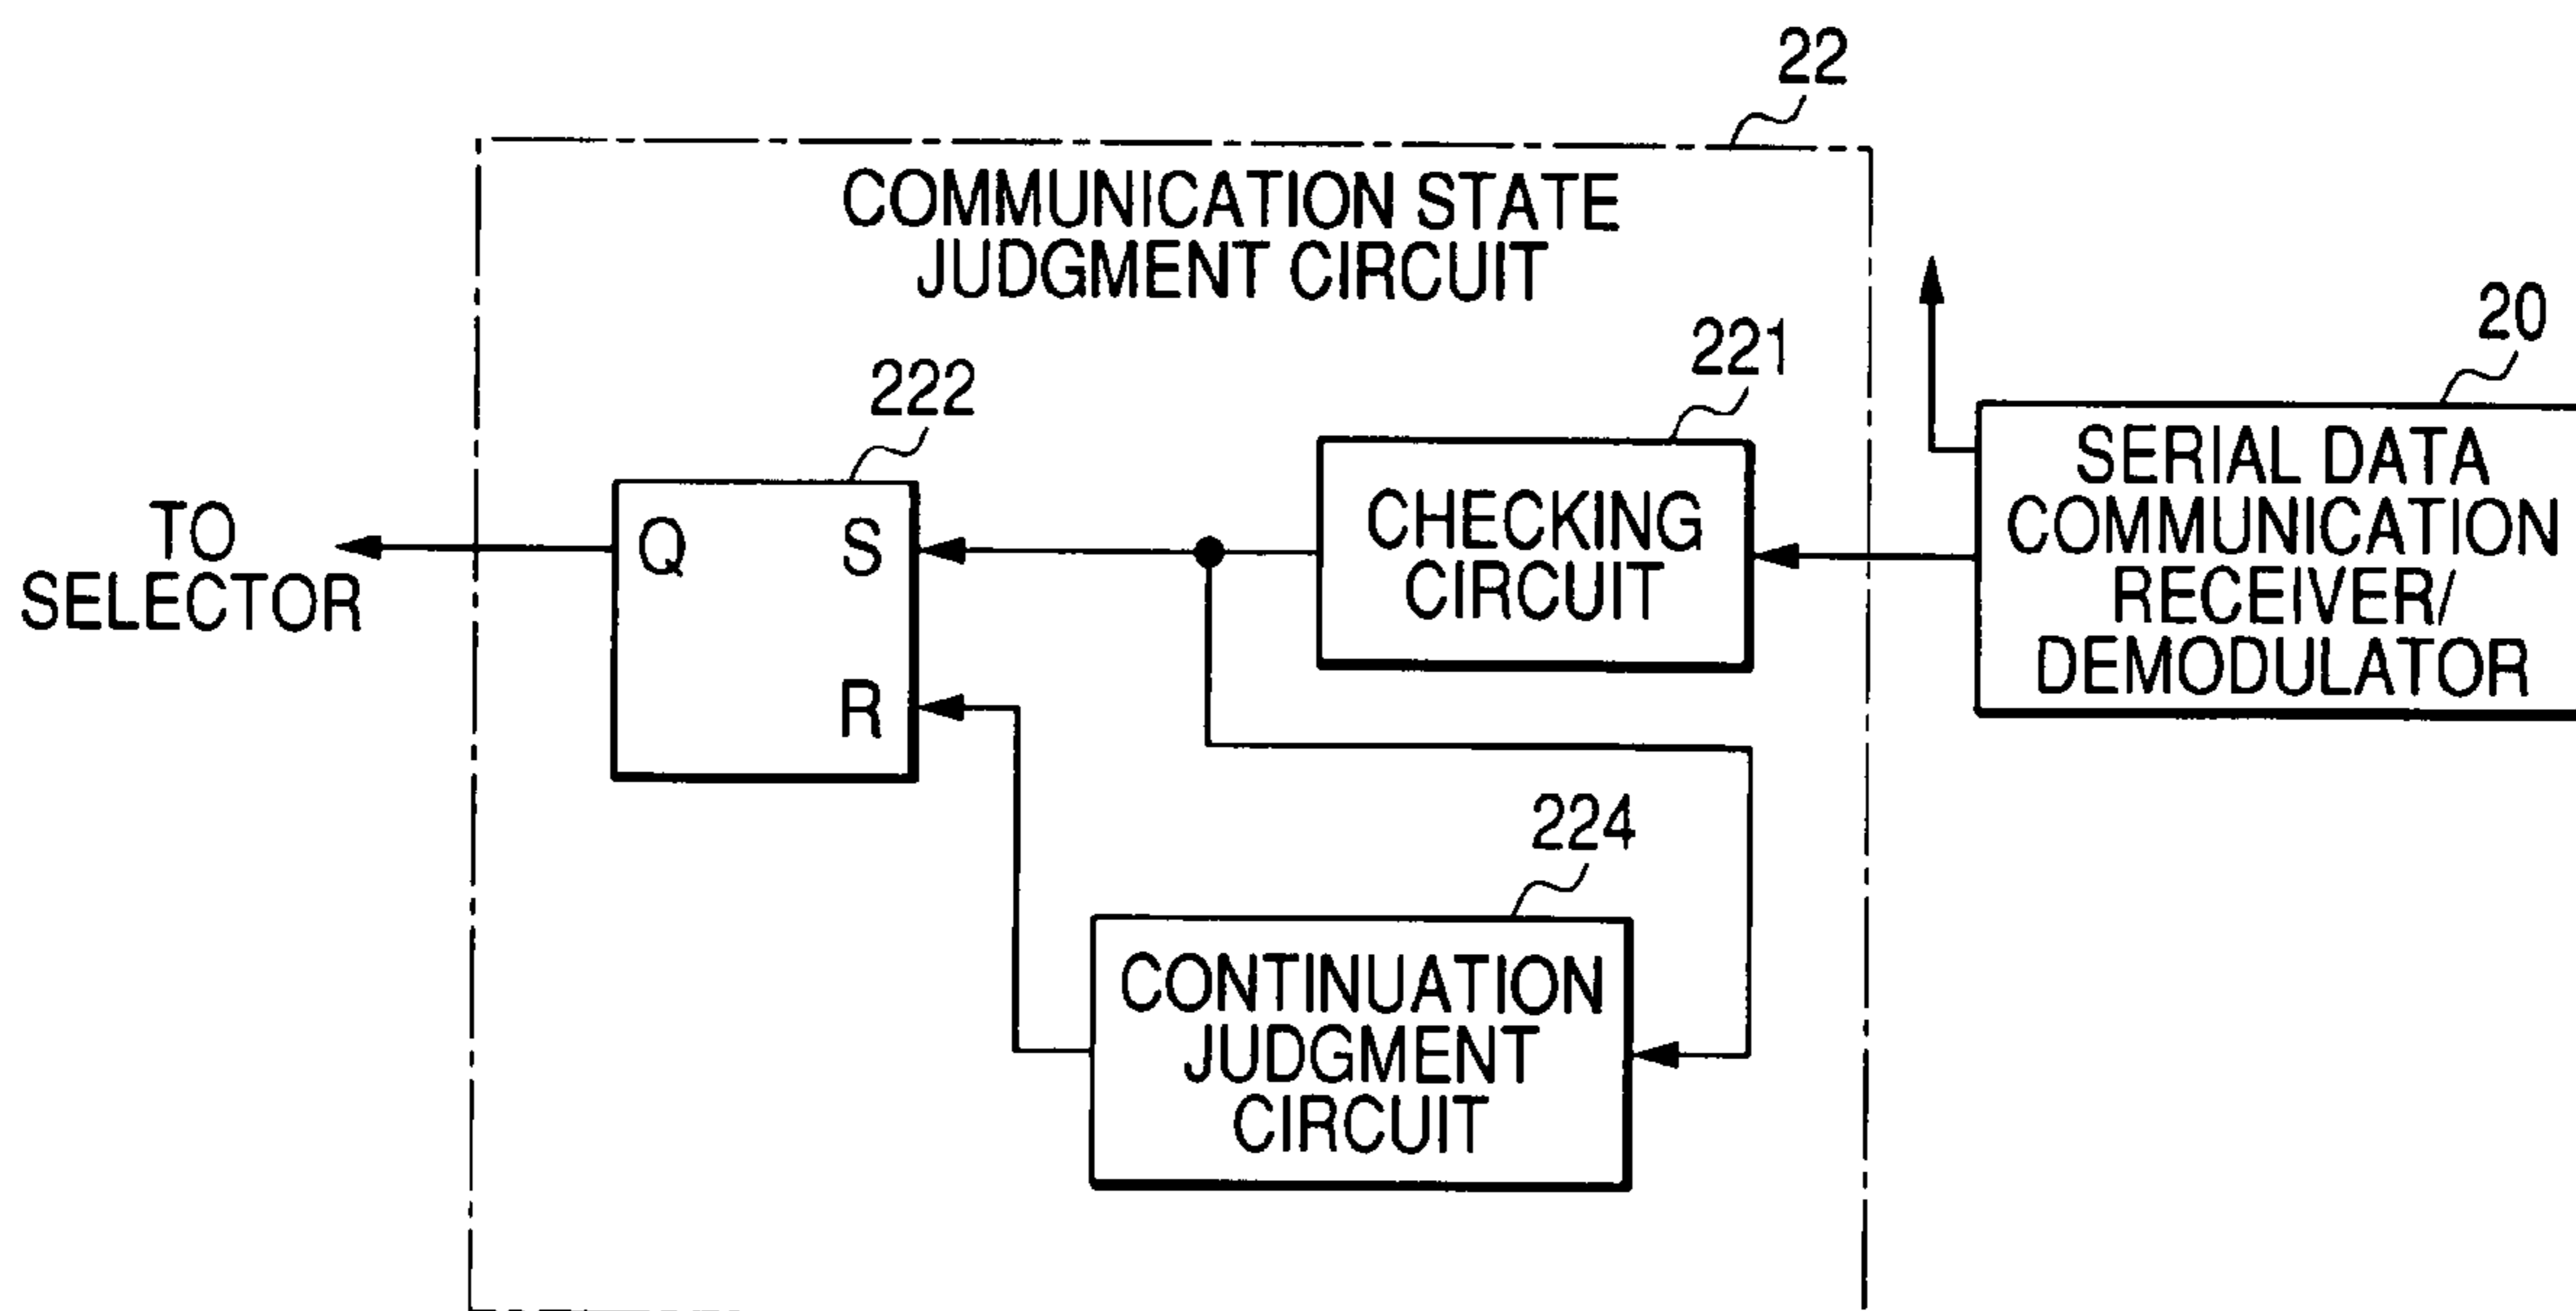 22
COMMUNICATION STATE
JUDGMENT CIRCUIT
20
221
222
SERIAL DATA
COMMUNICATION
RECEIVER/
DEMODULATOR
CHECKING
CIRCUIT
TO
SELECTOR
Q
S
R
224
CONTINUATION
JUDGMENT
CIRCUIT